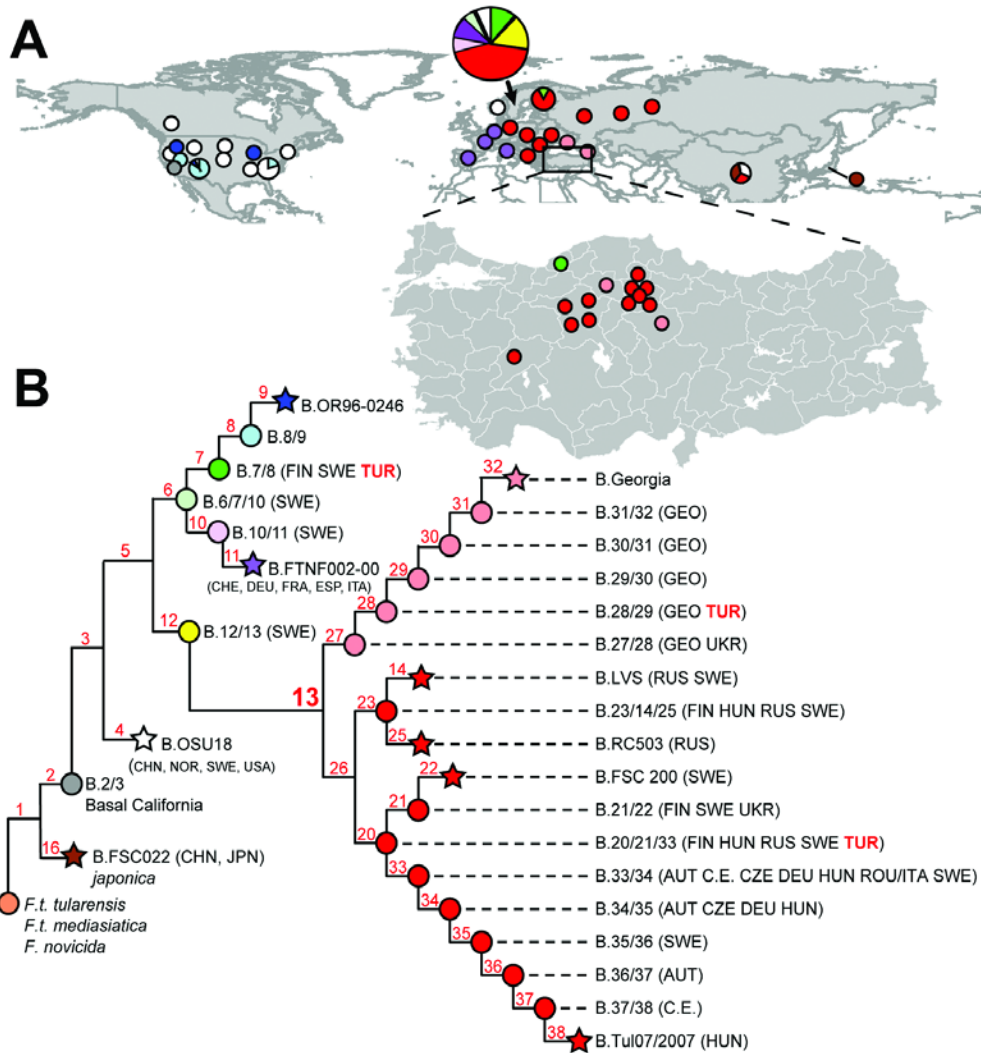 A
B
9
B.OR96-0246
8
B.8/9
7
B.7/8 (FIN SWE TUR)
6
B.6/7/10 (SWE)
10
B.10/11 (SWE)
11
B.FTNF002-00
(CHE, DEU, FRA, ESP, ITA)
5
12
B.12/13 (SWE)
3
4
B.OSU18
(CHN, NOR, SWE, USA)
2
B.2/3
Basal California
1
16
B.FSC022 (CHN, JPN)
japonica
F.t. tularensis
F.t. mediasiatica
F. novicida
13
32
B.Georgia
31
B.31/32 (GEO)
30
B.30/31 (GEO)
29
B.29/30 (GEO)
28
B.28/29 (GEO TUR)
27
B.27/28 (GEO UKR)
14
B.LVS (RUS SWE)
23
B.23/14/25 (FIN HUN RUS SWE)
25
B.RC503 (RUS)
26
22
B.FSC 200 (SWE)
21
B.21/22 (FIN SWE UKR)
20
B.20/21/33 (FIN HUN RUS SWE TUR)
33
B.33/34 (AUT C.E. CZE DEU HUN ROU/ITA SWE)
34
B.34/35 (AUT CZE DEU HUN)
35
B.35/36 (SWE)
36
B.36/37 (AUT)
37
B.37/38 (C.E.)
38
B.Tul07/2007 (HUN)